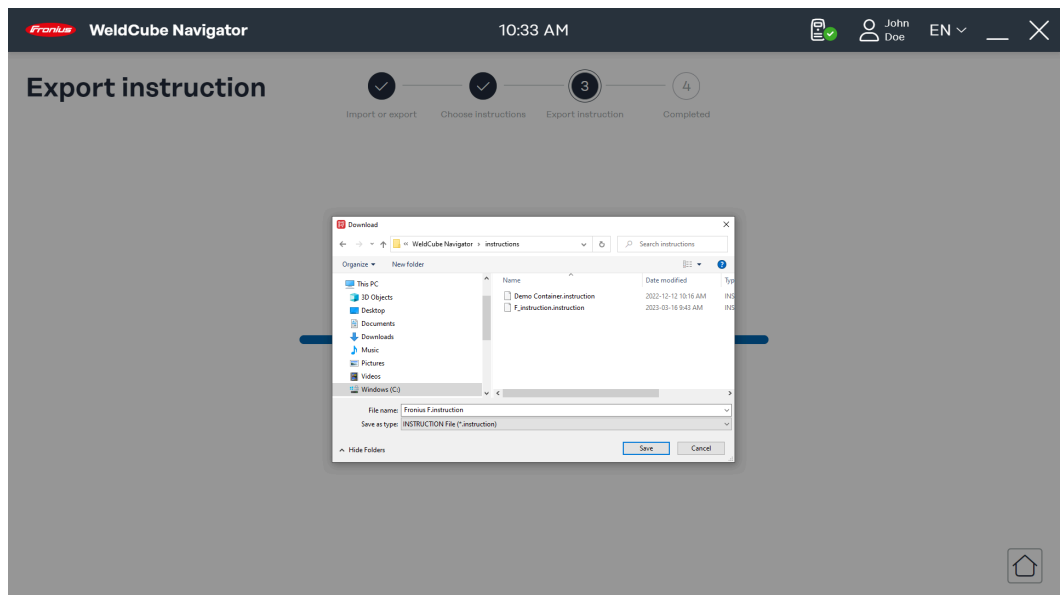 Fronius WeldCube Navigator 10:33 AM John Doe EN
Export instruction
3 4
Import or export Choose instructions Export instruction Completed
Download
« WeldCube Navigator › instructions Search instructions
Organize New folder
This PC
3D Objects
Desktop
Documents
Downloads
Music
Pictures
Videos
Windows (C:)
Name Date modified Typ
Demo Container.instruction 2022-12-12 10:16 AM INS
F_instruction.instruction 2023-03-16 9:43 AM INS
File name: Fronius F.instruction
Save as type: INSTRUCTION File (*.instruction)
Hide Folders Save Cancel